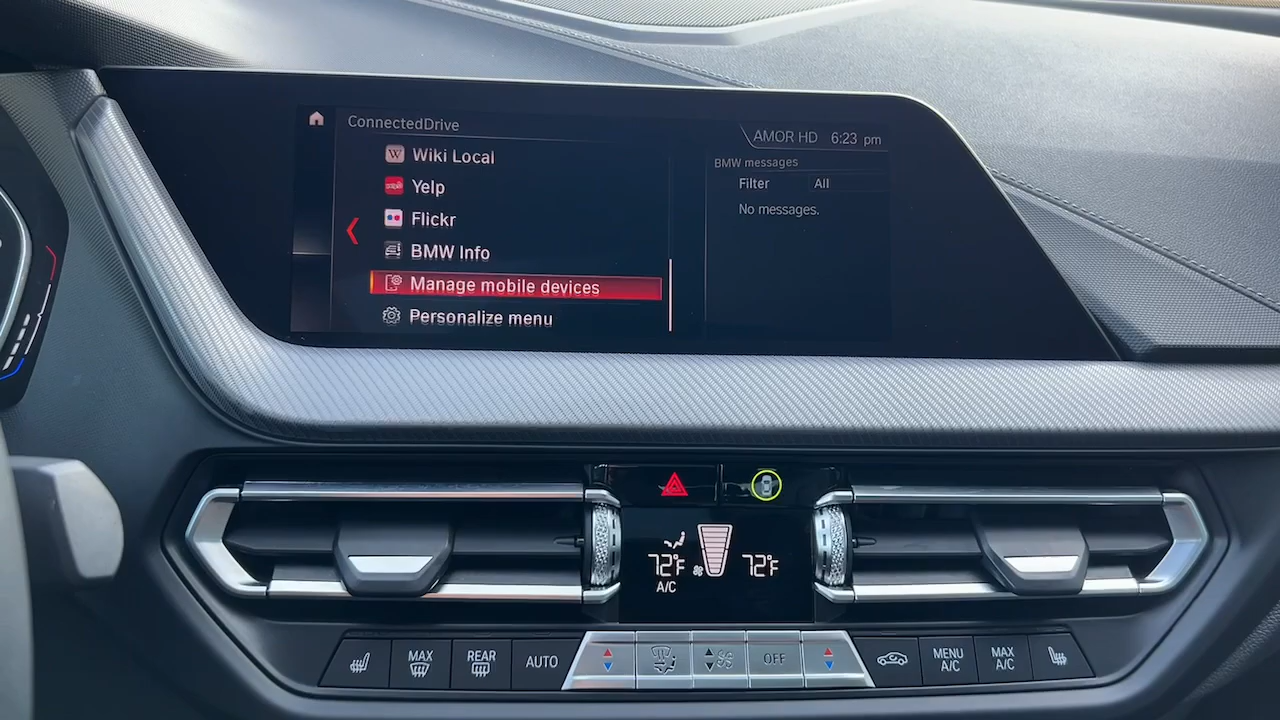 ConnectedDrive
AMOR HD 6:23 pm
Wiki Local
Yelp
Flickr
BMW Info
Manage mobile devices
Personalize menu
BMW messages
Filter All
No messages.
72°F
A/C
72°F
MAX
REAR
AUTO
OFF
MENU
A/C
MAX
A/C